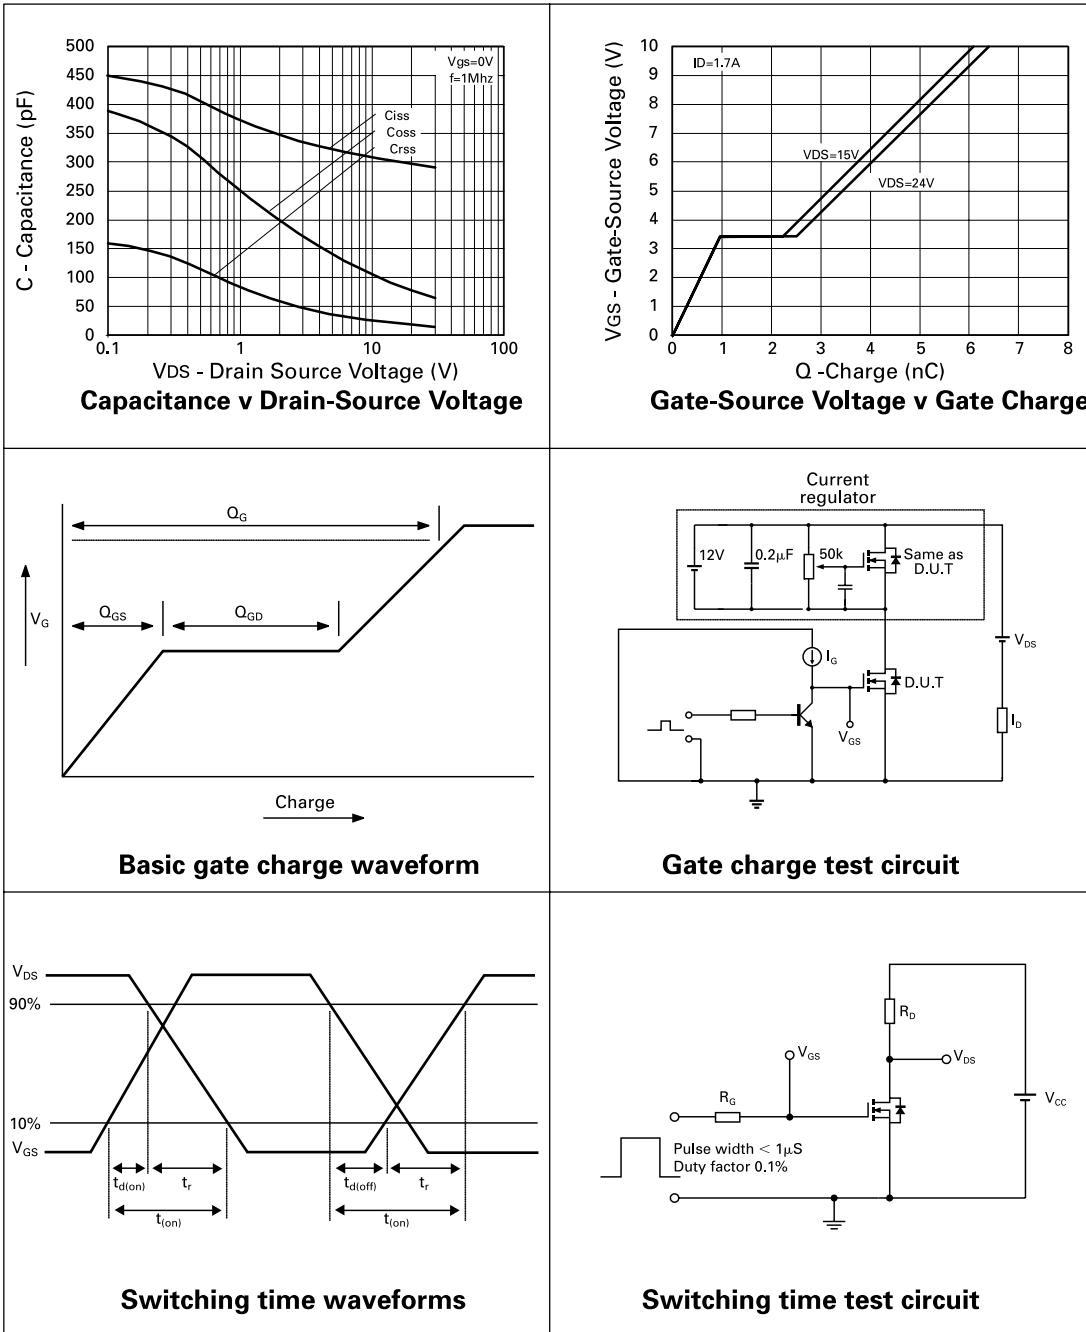 500
450
400
350
300
250
200
150
100
50
0
0.1
1
10
100
Vgs=0V
f=1Mhz
Ciss
Coss
Crss
C - Capacitance (pF)
VDS - Drain Source Voltage (V)
Capacitance v Drain-Source Voltage
10
9
8
7
6
5
4
3
2
1
0
0
1
2
3
4
5
6
7
8
ID=1.7A
VDS=15V
VDS=24V
VGS - Gate-Source Voltage (V)
Q -Charge (nC)
Gate-Source Voltage v Gate Charge
QG
QGS
QGD
VG
Charge
Basic gate charge waveform
Current
regulator
12V
0.2µF
50k
Same as
D.U.T
IG
D.U.T
VGS
VDS
ID
Gate charge test circuit
VDS
90%
10%
VGS
td(on)
tr
td(off)
tr
t(on)
t(on)
Switching time waveforms
RD
VGS
VDS
RG
VCC
Pulse width < 1µS
Duty factor 0.1%
Switching time test circuit